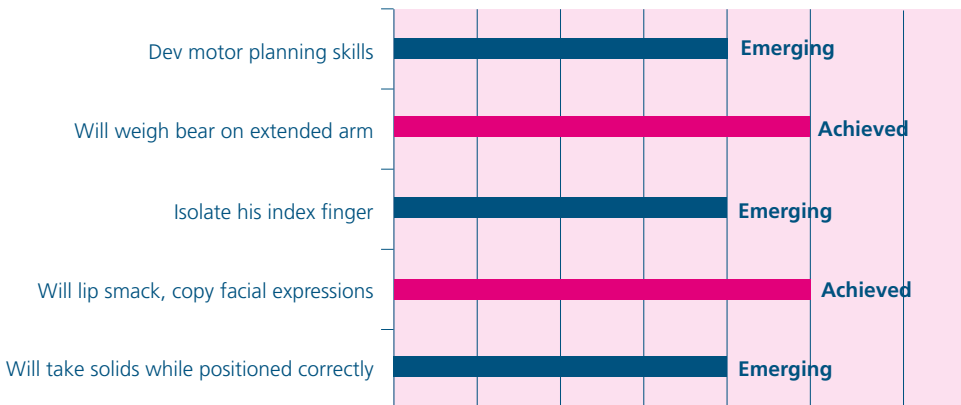 Dev motor planning skills Emerging
Will weigh bear on extended arm Achieved
Isolate his index finger Emerging
Will lip smack, copy facial expressions Achieved
Will take solids while positioned correctly Emerging